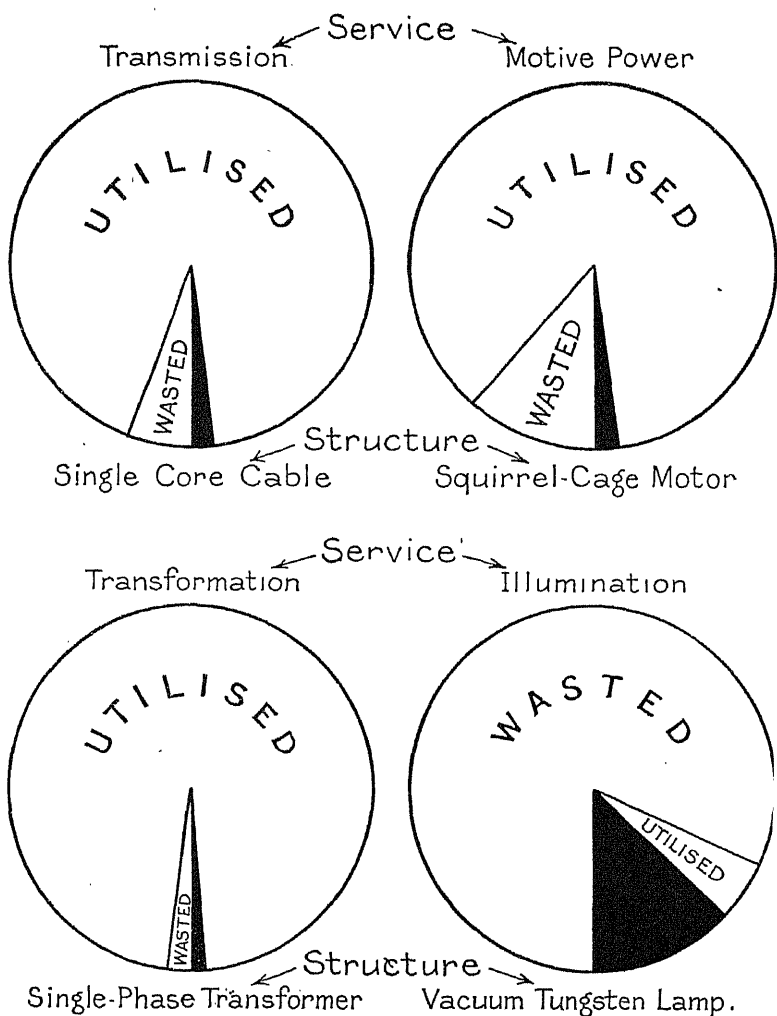 Service
Transmission Motive Power
UTILISED UTILISED
WASTED WASTED
Structure
Single Core Cable Squirrel-Cage Motor
Service
Transformation Illumination
UTILISED WASTED
UTILISED
WASTED
Structure
Single-Phase Transformer Vacuum Tungsten Lamp.